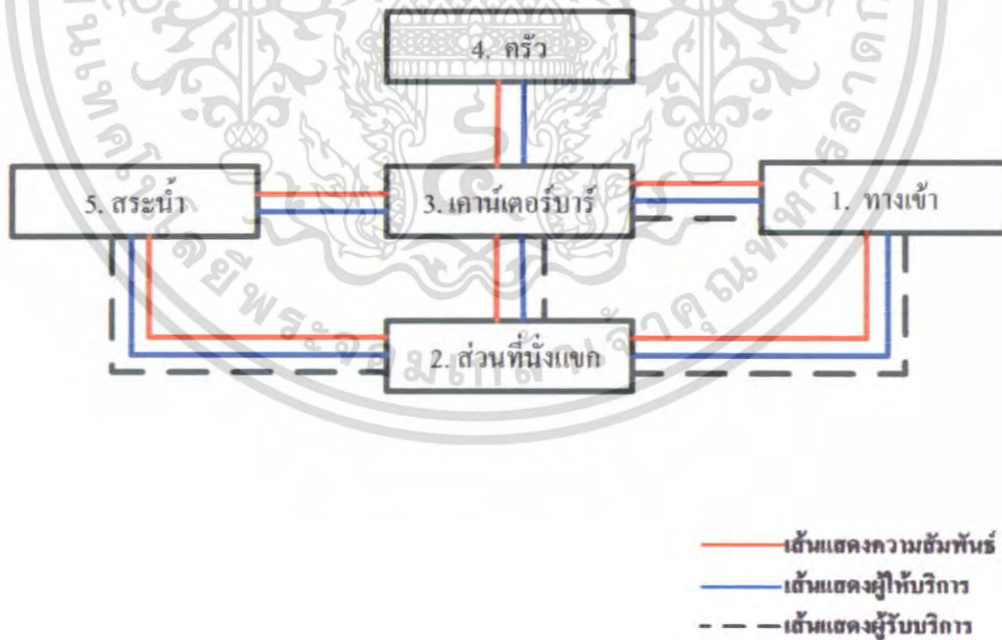 4. ครัว
5. สระน้ำ
3. เคาน์เตอร์บาร์
1. ทางเข้า
2. ส่วนที่นั่งแขก
เส้นแสดงความสัมพันธ์
เส้นแสดงผู้ให้บริการ
เส้นแสดงผู้รับบริการ